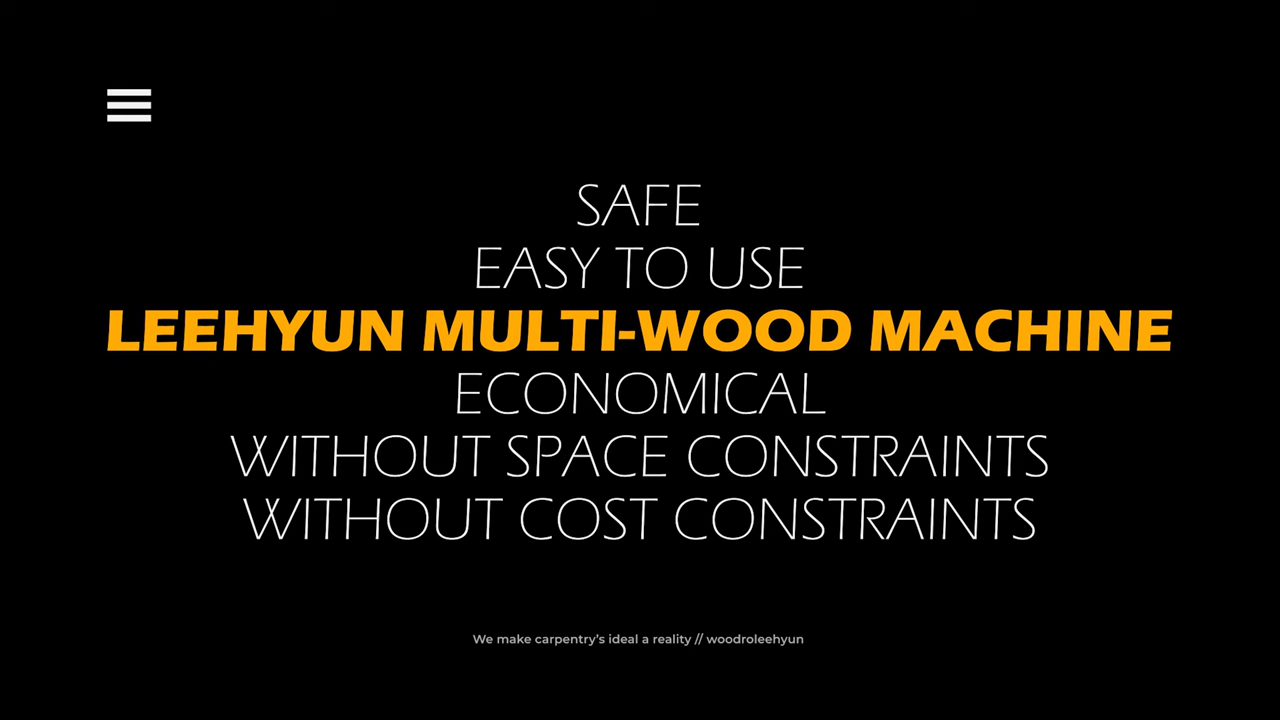 SAFE
EASY TO USE
LEEHYUN MULTI-WOOD MACHINE
ECONOMICAL
WITHOUT SPACE CONSTRAINTS
WITHOUT COST CONSTRAINTS
We make carpentry's ideal a reality // woodroleehyun